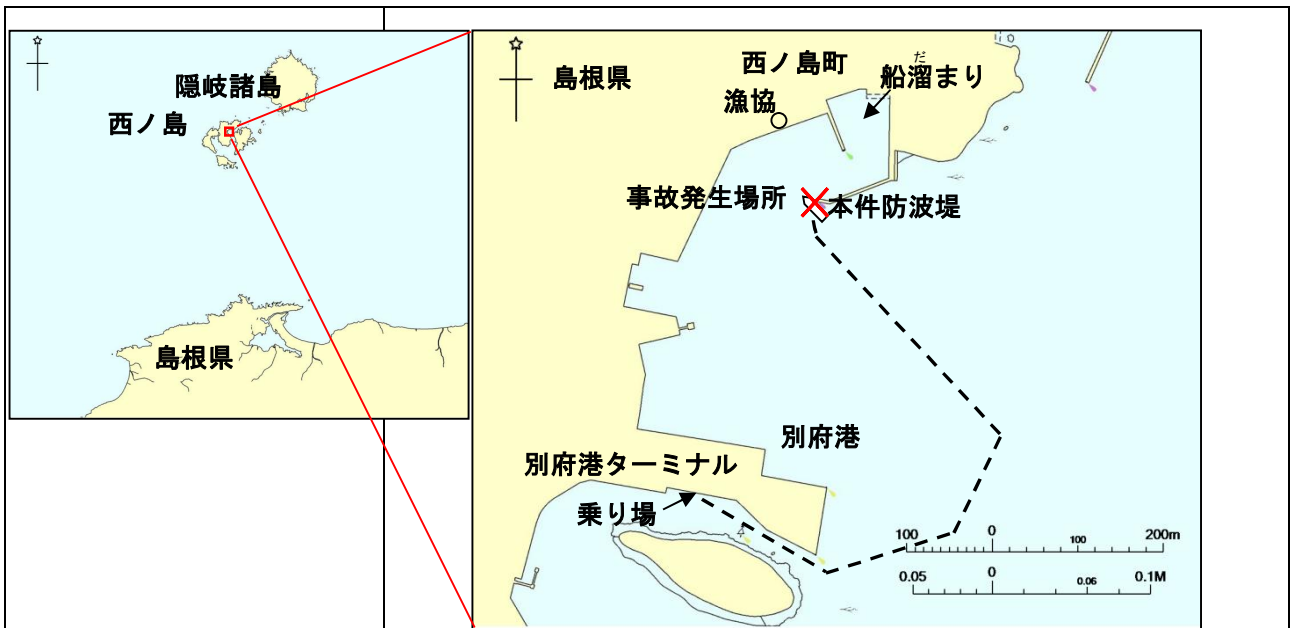 隠岐諸島
西ノ島
島根県
島根県
西ノ島町
だ
船溜まり
漁協
事故発生場所
本件防波堤
別府港
別府港ターミナル
乗り場
100 0 100 200m
0.05 0 0.06 0.1M